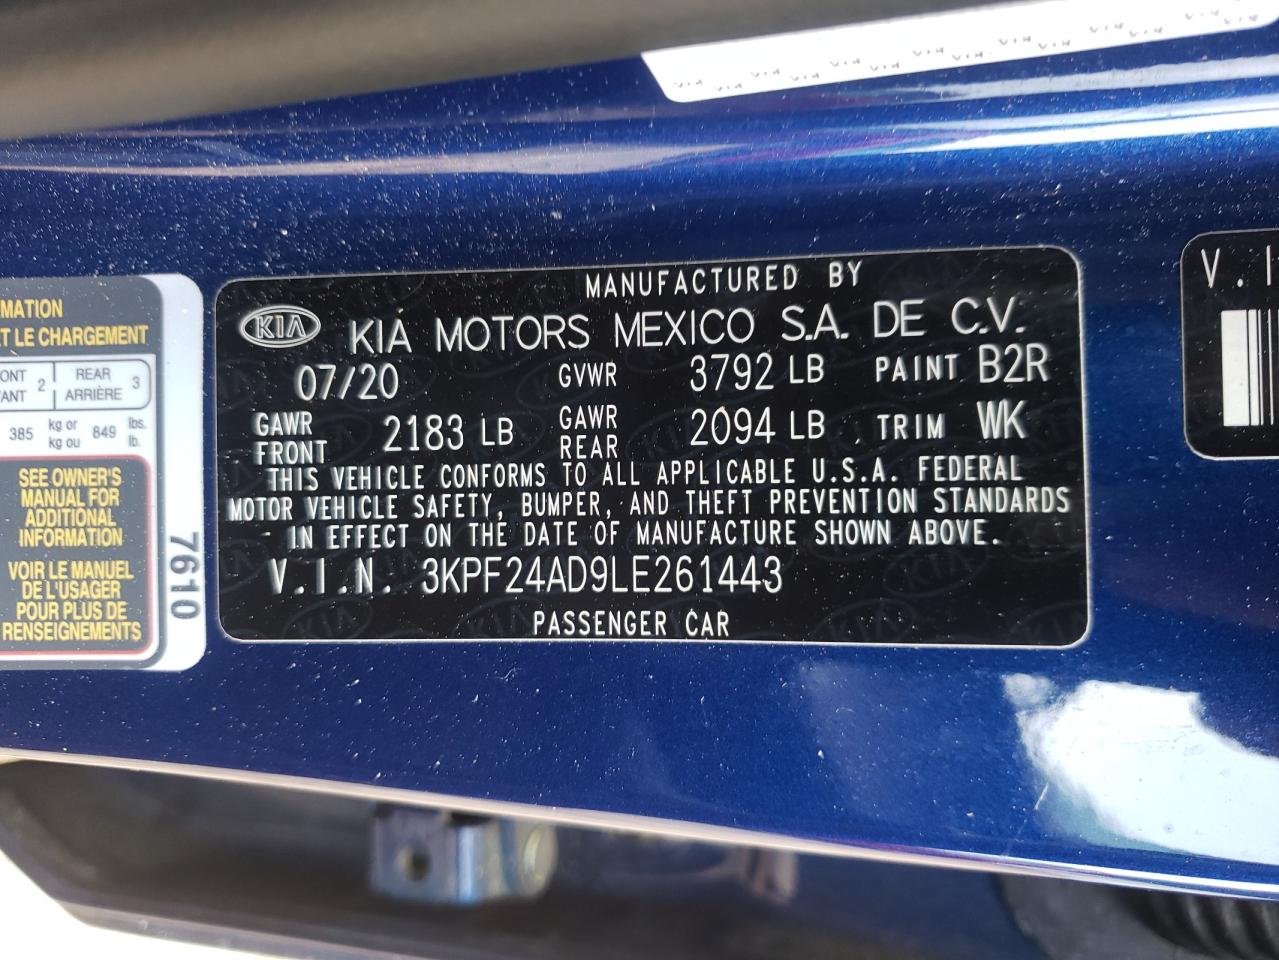 MANUFACTURED BY
KIA KIA MOTORS MEXICO S.A. DE C.V.
07/20 GVWR 3792 LB PAINT B2R
GAWR FRONT 2183 LB GAWR REAR 2094 LB TRIM WK
THIS VEHICLE CONFORMS TO ALL APPLICABLE U.S.A. FEDERAL
MOTOR VEHICLE SAFETY, BUMPER, AND THEFT PREVENTION STANDARDS
IN EFFECT ON THE DATE OF MANUFACTURE SHOWN ABOVE.
V.I.N. 3KPF24AD9LE261443
PASSENGER CAR
MATION
ET LE CHARGEMENT
ONT 2 REAR 3
ANT ARRIÈRE
385 kg or 849 lbs.
kg ou lb.
SEE OWNER'S
MANUAL FOR
ADDITIONAL
INFORMATION
VOIR LE MANUEL
DE L'USAGER
POUR PLUS DE
RENSEIGNEMENTS
7610
V.I